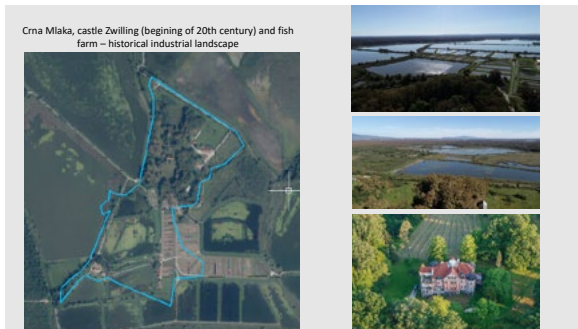 Crna Mlaka, castle Zwilling (begining of 20th century) and fish
farm – historical industrial landscape